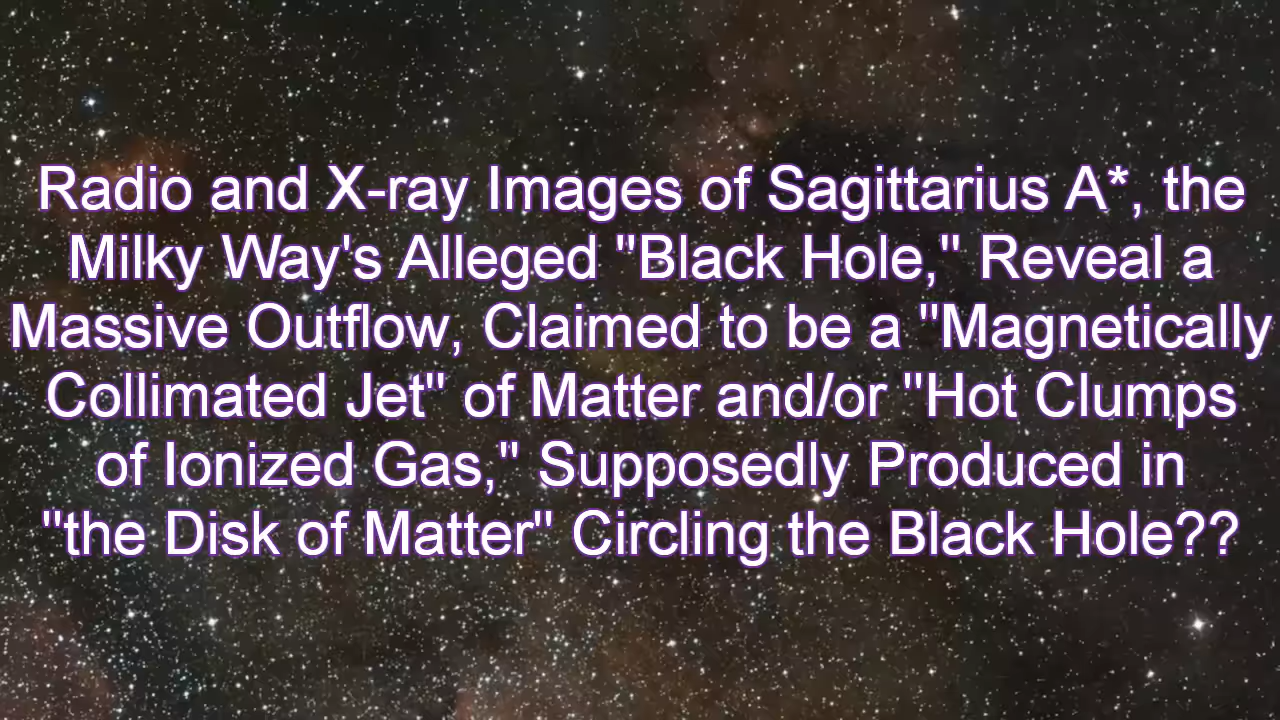 Radio and X-ray Images of Sagittarius A*, the
Milky Way's Alleged "Black Hole," Reveal a
Massive Outflow, Claimed to be a "Magnetically
Collimated Jet" of Matter and/or "Hot Clumps
of Ionized Gas," Supposedly Produced in
"the Disk of Matter" Circling the Black Hole??